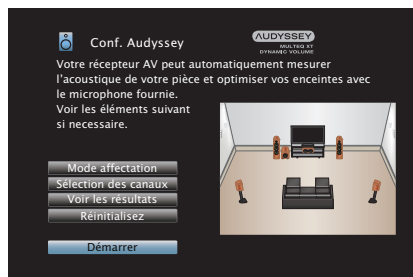 Conf. Audyssey
AUDYSSEY
MULTEQ XT
DYNAMIC VOLUME
Votre récepteur AV peut automatiquement mesurer
l'acoustique de votre pièce et optimiser vos enceintes avec
le microphone fournie.
Voir les éléments suivant
si necessaire.
Mode affectation
Sélection des canaux
Voir les résultats
Réinitialisez
Démarrer